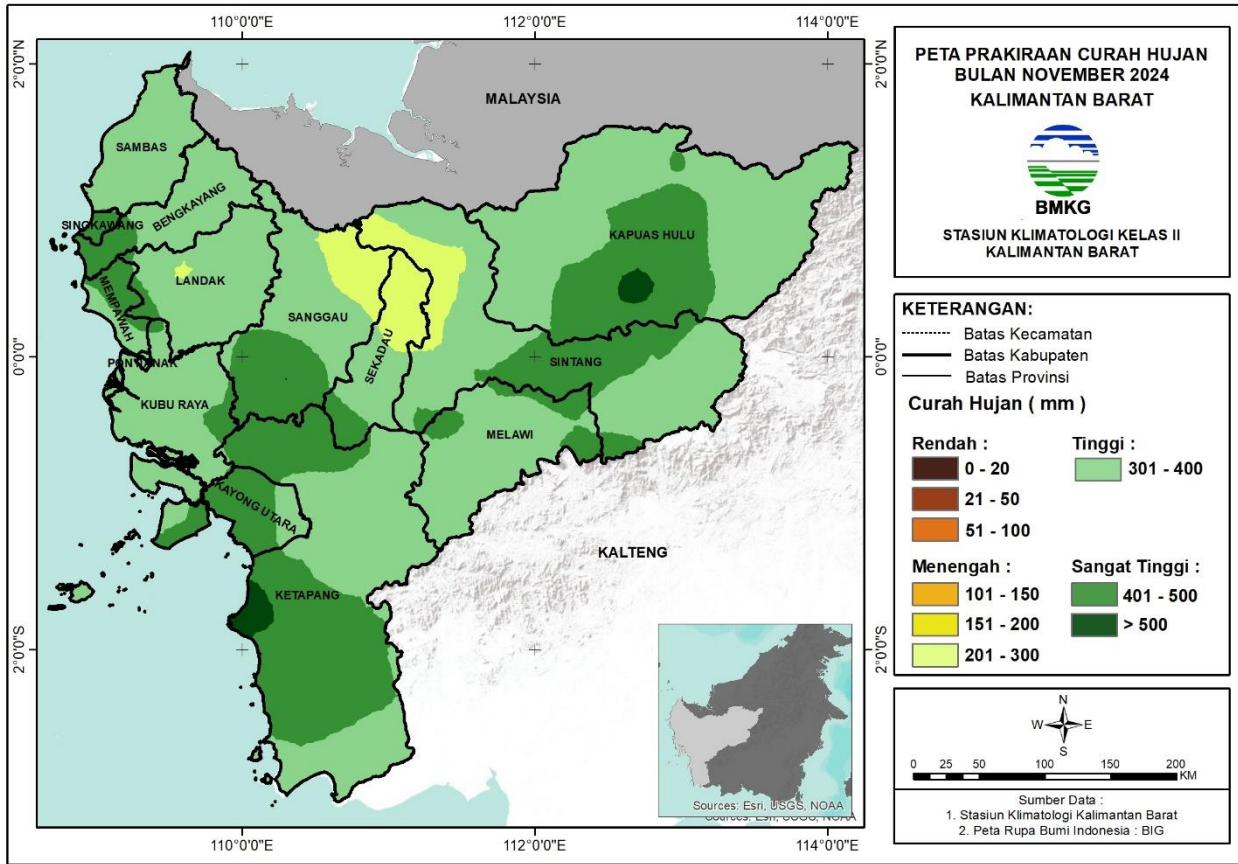 110°0'0"E
112°0'0"E
114°0'0"E
2°0'0"N
0°0'0"
2°0'0"S
2°0'0"N
0°0'0"
2°0'0"S
110°0'0"E
112°0'0"E
114°0'0"E
MALAYSIA
SAMBAS
BENGKAYANG
SINGKAWANG
KAPUAS HULU
LANDAK
MEMPAWAH
SANGGAU
SEKADAU
SINTANG
KUBU RAYA
MELAWI
KAYONG UTARA
KALTENG
KETAPANG
Sources: Esri, USGS, NOAA
Sources: Esri, USGS, NOAA
PETA PRAKIRAAN CURAH HUJAN
BULAN NOVEMBER 2024
KALIMANTAN BARAT
BMKG
STASIUN KLIMATOLOGI KELAS II
KALIMANTAN BARAT
KETERANGAN:
Batas Kecamatan
Batas Kabupaten
Batas Provinsi
Curah Hujan ( mm )
Rendah :
0 - 20
21 - 50
51 - 100
Tinggi :
301 - 400
Menengah :
101 - 150
151 - 200
201 - 300
Sangat Tinggi :
401 - 500
> 500
N
W E
S
0 25 50 100 150 200
KM
Sumber Data :
1. Stasiun Klimatologi Kalimantan Barat
2. Peta Rupa Bumi Indonesia : BIG